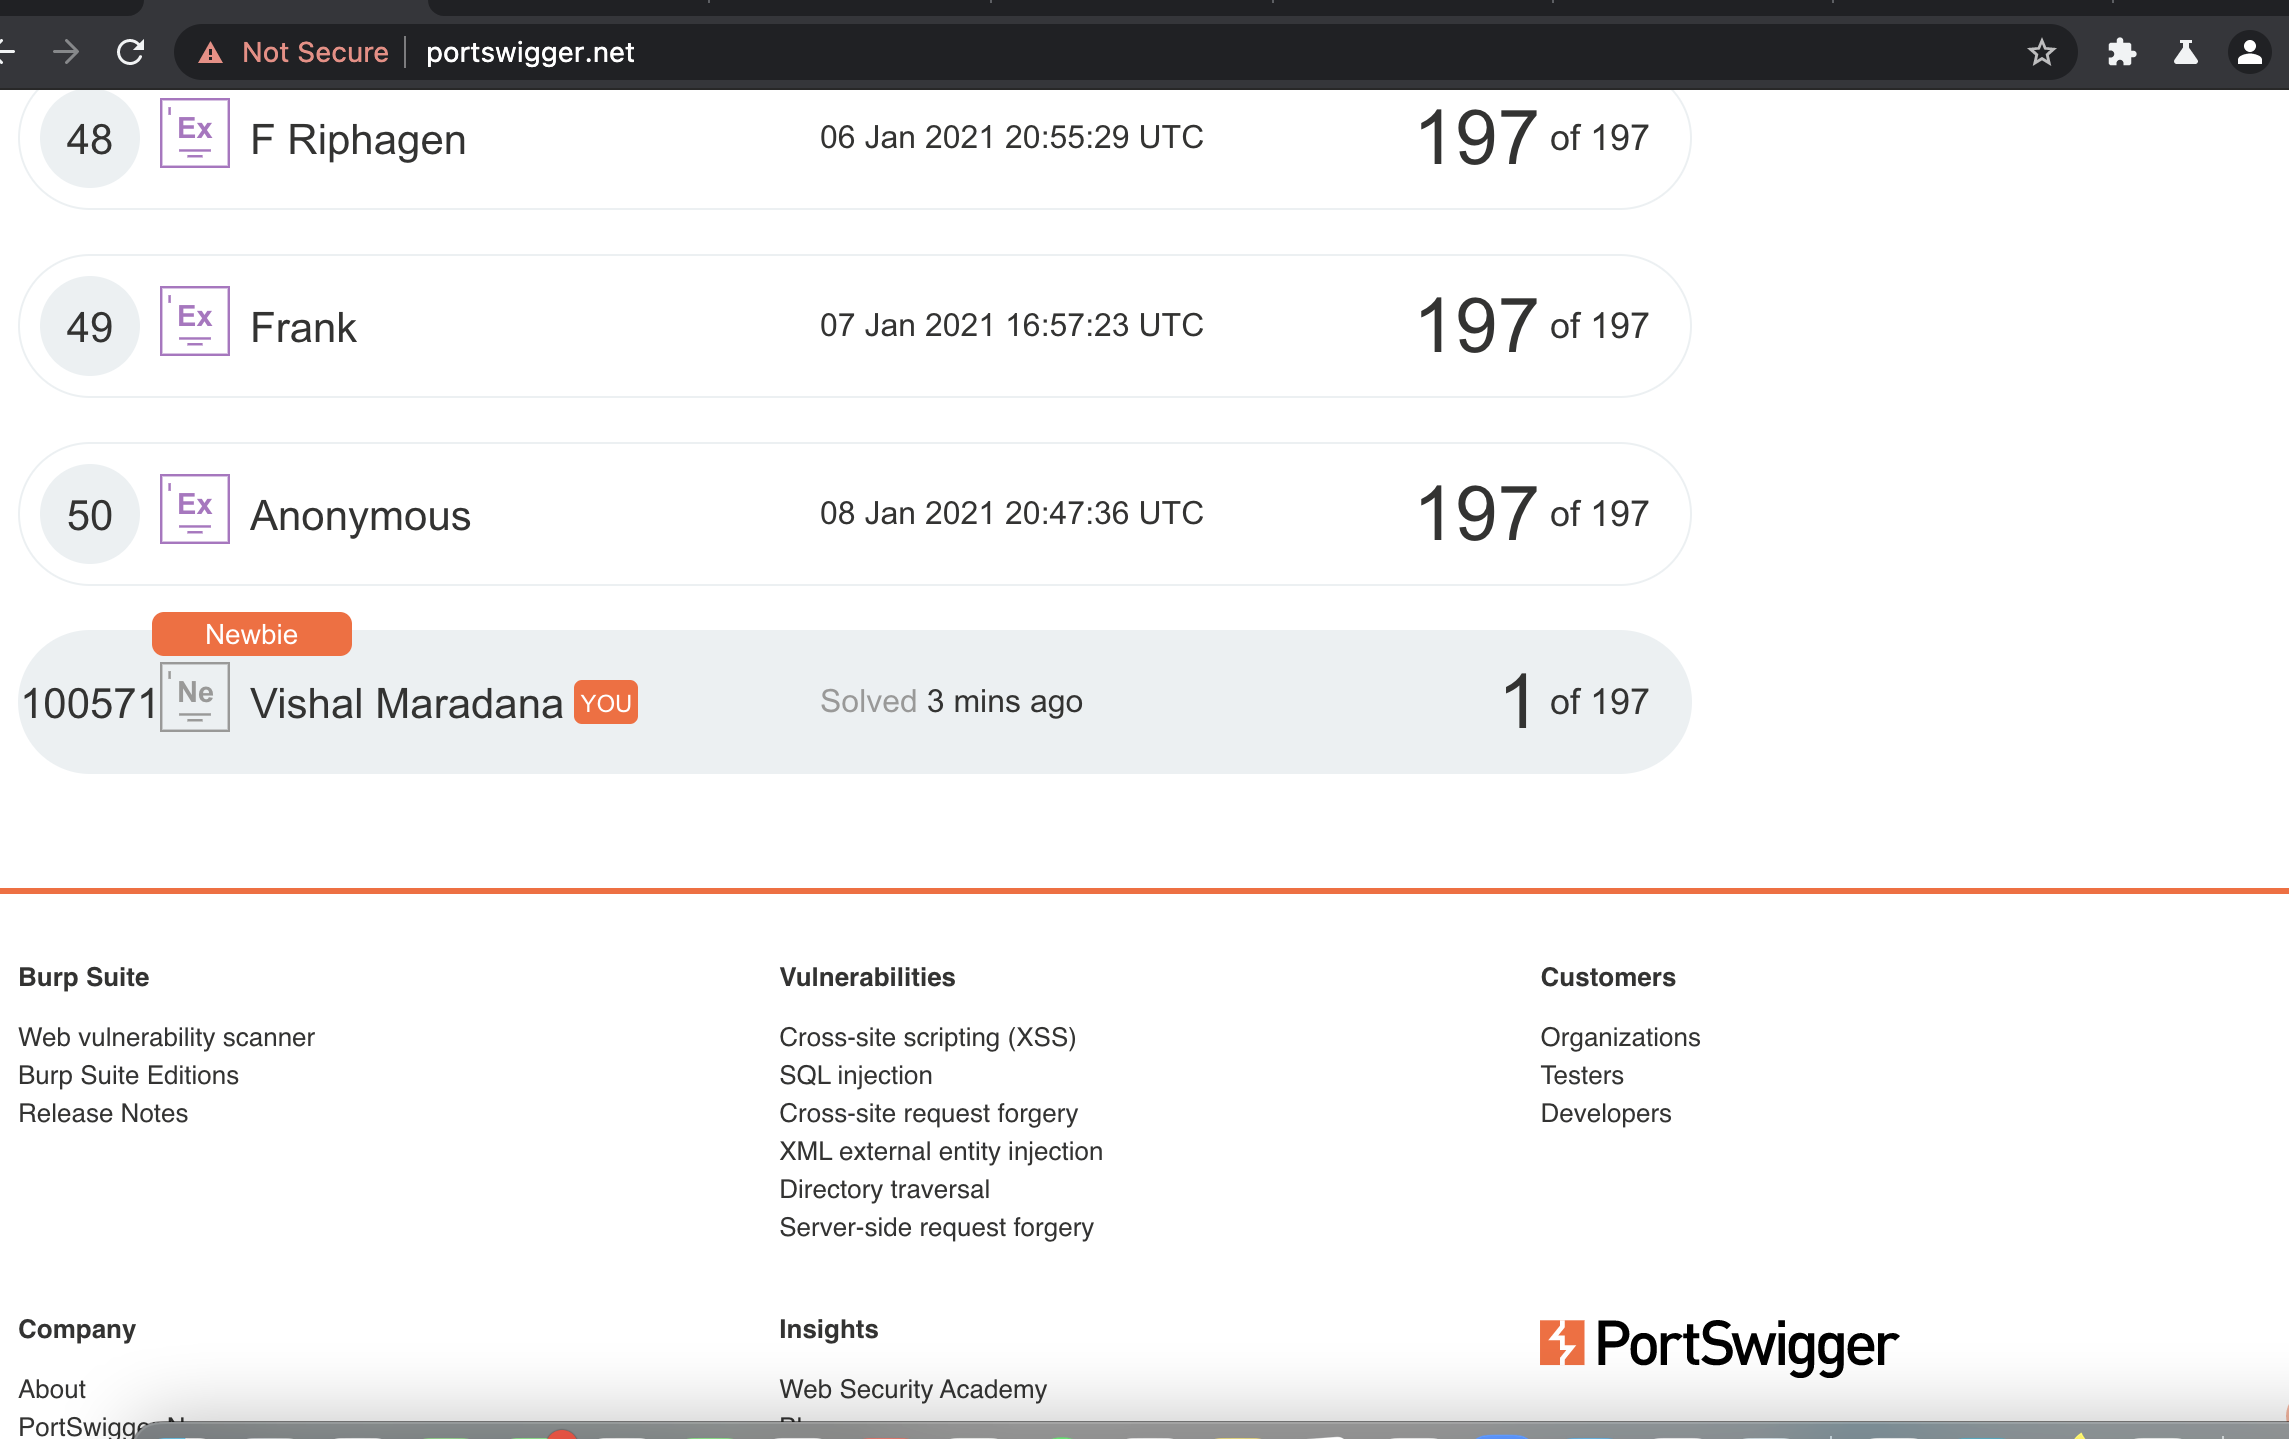 Not Secure portswigger.net
48 Ex F Riphagen 06 Jan 2021 20:55:29 UTC 197 of 197
49 Ex Frank 07 Jan 2021 16:57:23 UTC 197 of 197
50 Ex Anonymous 08 Jan 2021 20:47:36 UTC 197 of 197
Newbie
100571 Ne Vishal Maradana YOU Solved 3 mins ago 1 of 197
Burp Suite
Web vulnerability scanner
Burp Suite Editions
Release Notes
Vulnerabilities
Cross-site scripting (XSS)
SQL injection
Cross-site request forgery
XML external entity injection
Directory traversal
Server-side request forgery
Customers
Organizations
Testers
Developers
Company
About
Insights
Web Security Academy
PortSwigger